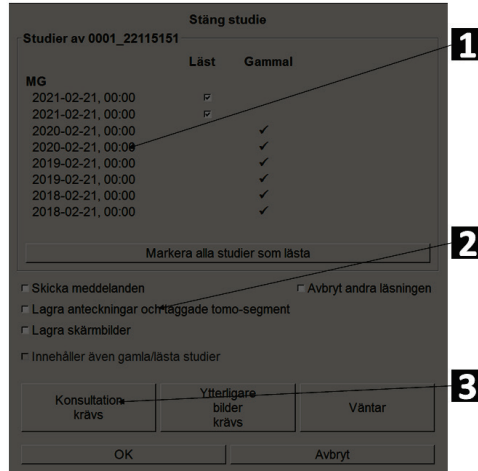 Stäng studie
Studier av 0001_22115151
Läst Gammal
MG
2021-02-21, 00:00
2021-02-21, 00:00
2020-02-21, 00:00
2020-02-21, 00:00
2019-02-21, 00:00
2019-02-21, 00:00
2018-02-21, 00:00
2018-02-21, 00:00
Markera alla studier som lästa
Skicka meddelanden Avbryt andra läsningen
Lagra anteckningar och taggade tomo-segment
Lagra skärmbilder
Innehåller även gamla/lästa studier
Konsultation
krävs
Ytterligare
bilder
krävs
Väntar
OK Avbryt
1
2
3